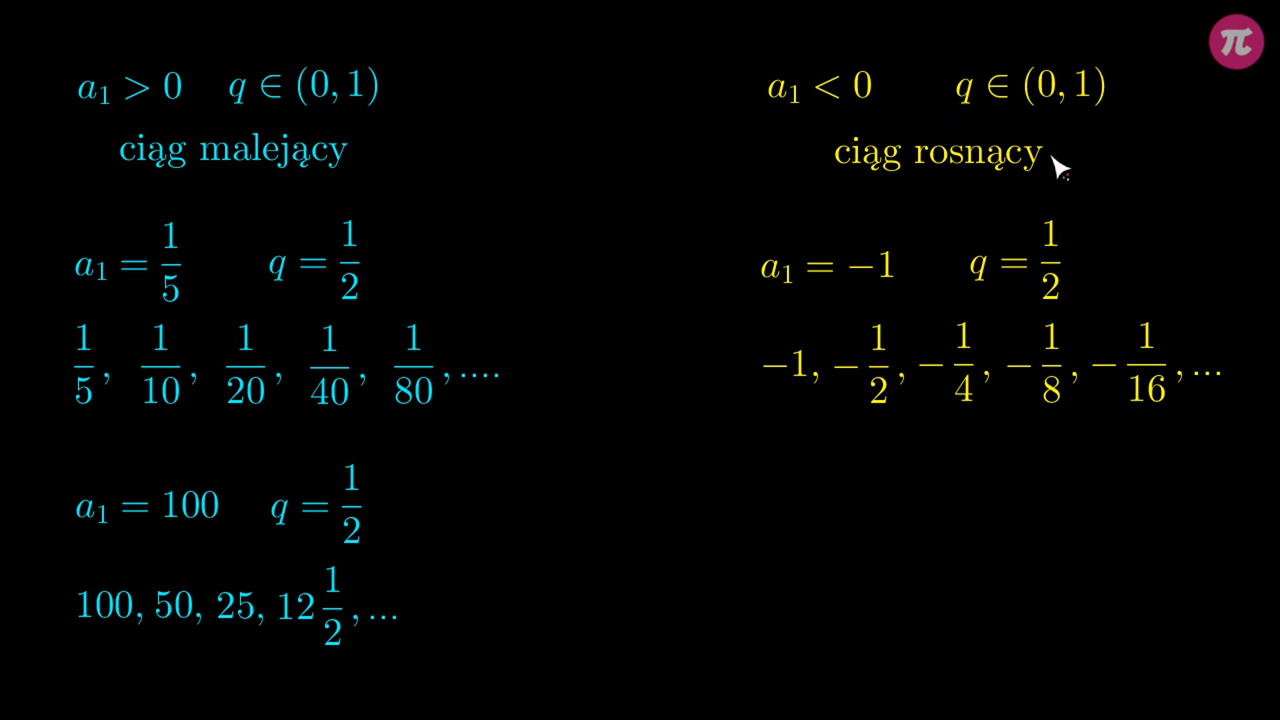 π
a₁ > 0 q ∈ (0, 1)
ciąg malejący
a₁ = 1/5 q = 1/2
1/5, 1/10, 1/20, 1/40, 1/80, ....
a₁ = 100 q = 1/2
100, 50, 25, 12 1/2, ...
a₁ < 0 q ∈ (0, 1)
ciąg rosnący
a₁ = −1 q = 1/2
−1, −1/2, −1/4, −1/8, −1/16, ...